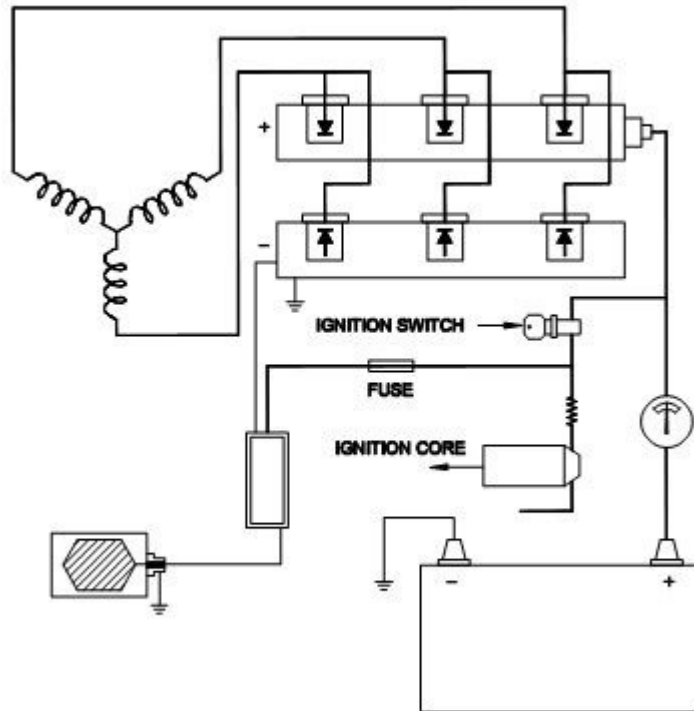 +
-
IGNITION SWITCH
FUSE
IGNITION CORE
- +